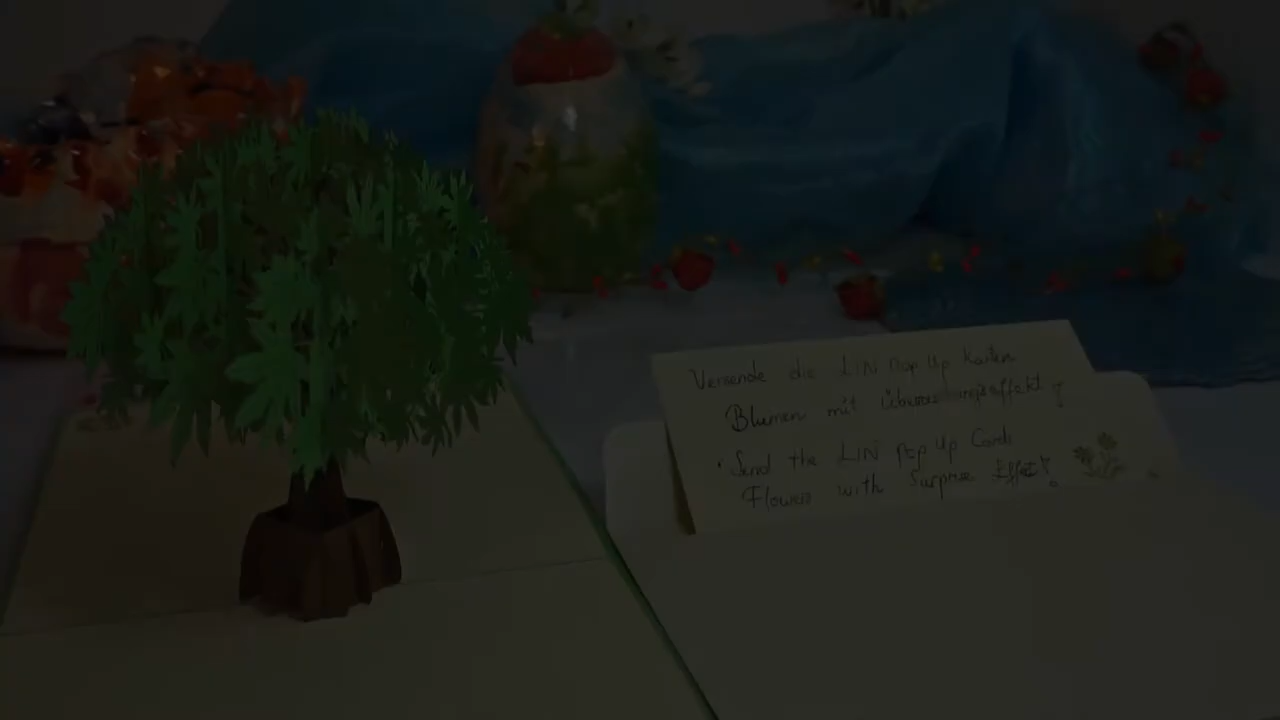 Versende die LIN Pop Up Karten
Blumen mit Überraschungseffekt!
Send the LIN Pop Up Cards
Flowers with Surprise Effect!